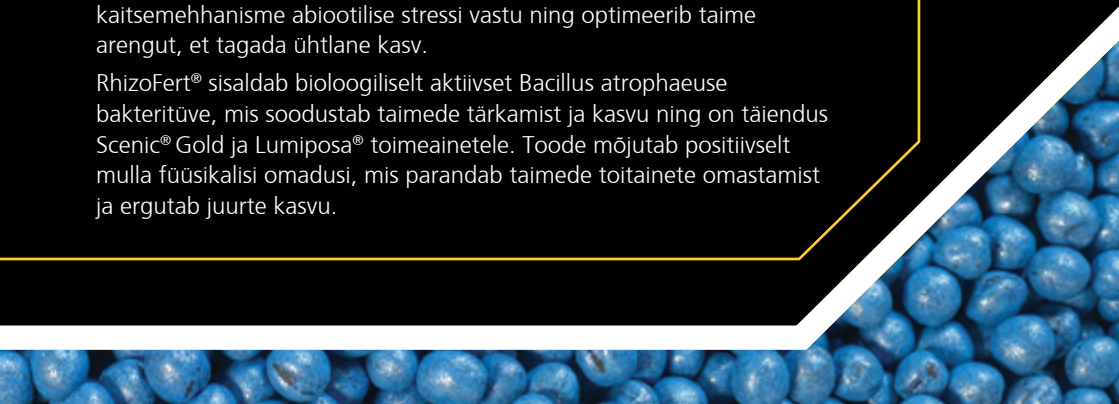 kaitsemehhanisme abiootilise stressi vastu ning optimeerib taime
arengut, et tagada ühtlane kasv.
RhizoFert® sisaldab bioloogiliselt aktiivset Bacillus atrophaeuse
bakteritüve, mis soodustab taimede tärkamist ja kasvu ning on täiendus
Scenic® Gold ja Lumiposa® toimeainetele. Toode mõjutab positiivselt
mulla füüsikalisi omadusi, mis parandab taimede toitainete omastamist
ja ergutab juurte kasvu.